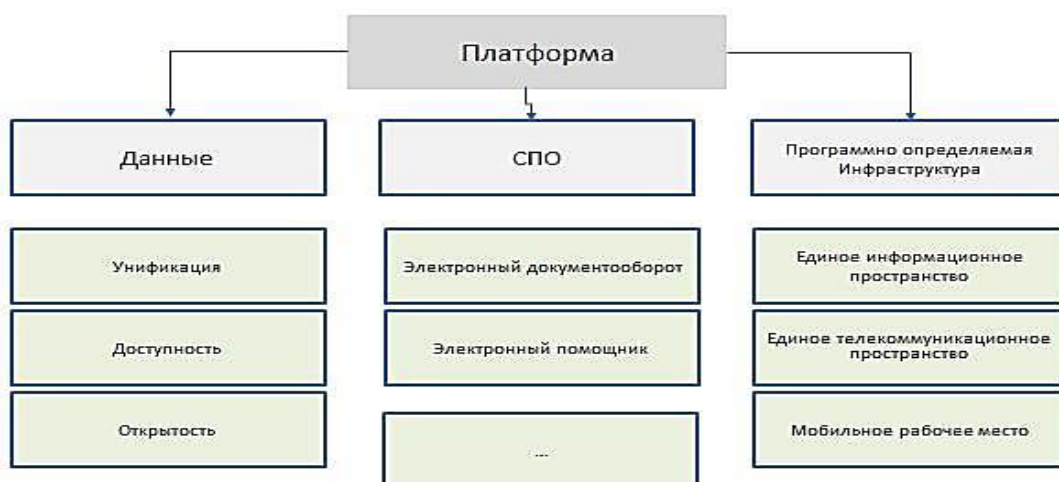 Платформа
Данные
СПО
Программно определяемая
Инфраструктура
Унификация
Электронный документооборот
Единое информационное
пространство
Доступность
Электронный помощник
Единое телекоммуникационное
пространство
Открытость
...
Мобильное рабочее место